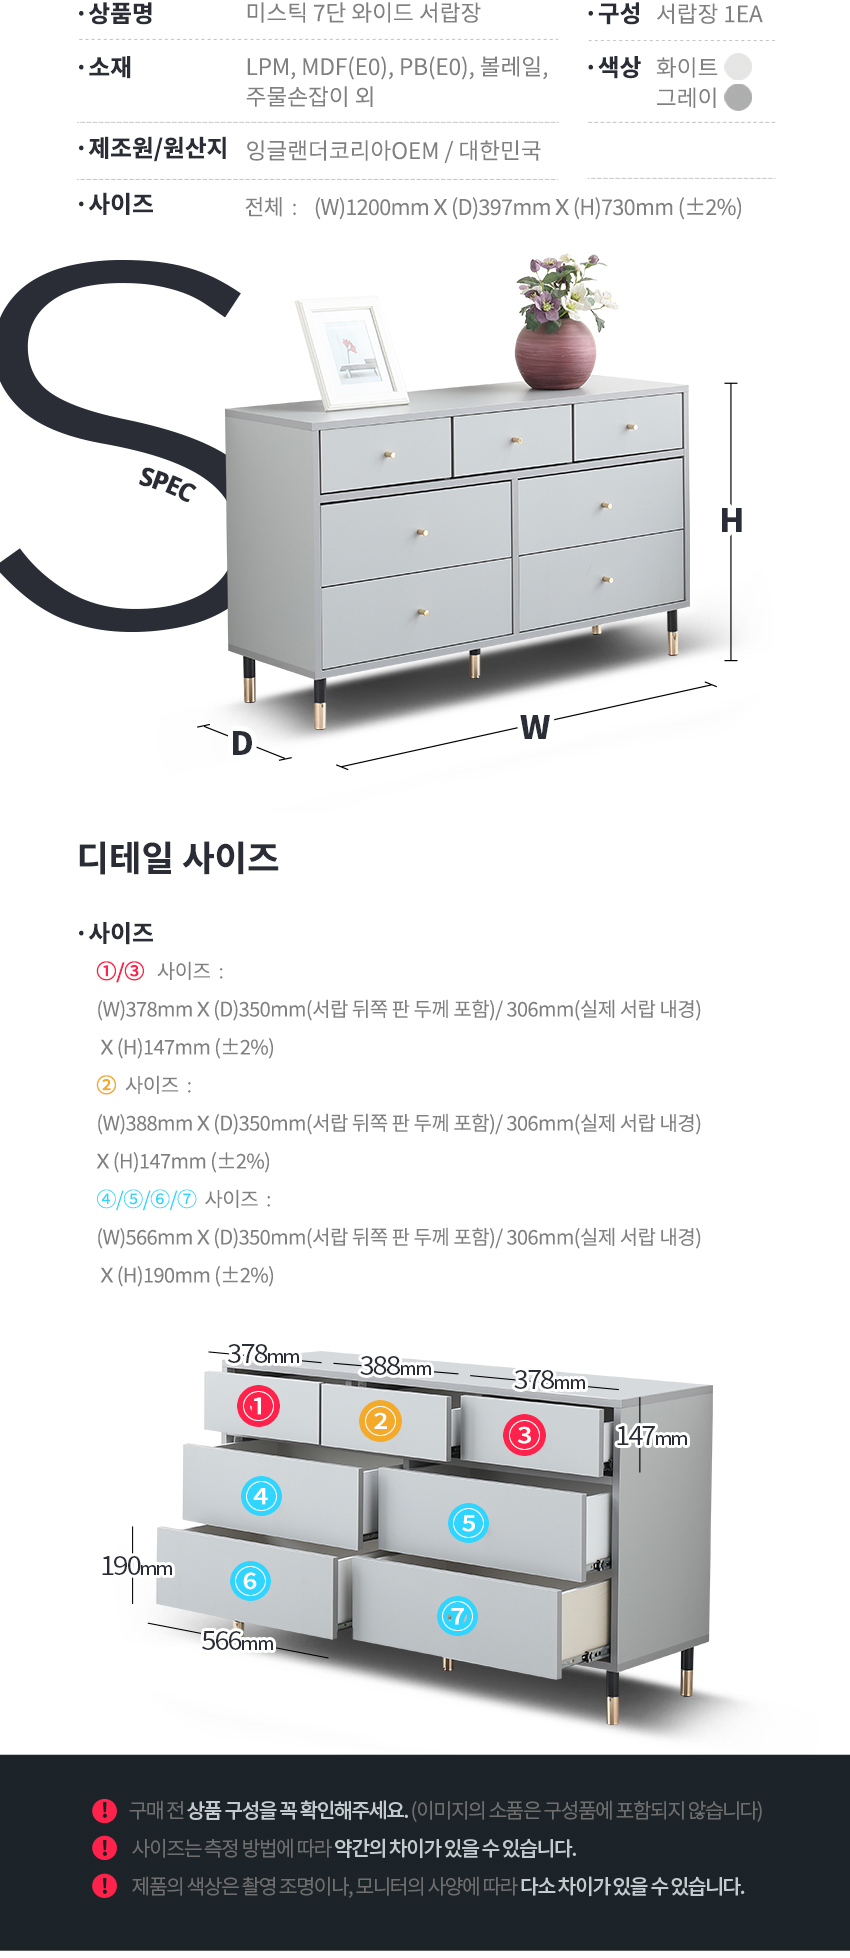 · 상품명 미스틱 7단 와이드 서랍장 · 구성 서랍장 1EA
· 소재 LPM, MDF(E0), PB(E0), 볼레일, · 색상 화이트
주물손잡이 외 그레이
· 제조원/원산지 잉글랜더코리아OEM / 대한민국
· 사이즈 전체 : (W)1200mm X (D)397mm X (H)730mm (±2%)
S
SPEC
H
W
D
디테일 사이즈
· 사이즈
①/③ 사이즈 :
(W)378mm X (D)350mm(서랍 뒤쪽 판 두께 포함)/ 306mm(실제 서랍 내경)
X (H)147mm (±2%)
② 사이즈 :
(W)388mm X (D)350mm(서랍 뒤쪽 판 두께 포함)/ 306mm(실제 서랍 내경)
X (H)147mm (±2%)
④/⑤/⑥/⑦ 사이즈 :
(W)566mm X (D)350mm(서랍 뒤쪽 판 두께 포함)/ 306mm(실제 서랍 내경)
X (H)190mm (±2%)
378mm
388mm
378mm
① ② ③
147mm
④ ⑤
190mm
⑥ ⑦
566mm
! 구매 전 상품 구성을 꼭 확인해주세요. (이미지의 소품은 구성품에 포함되지 않습니다)
! 사이즈는 측정 방법에 따라 약간의 차이가 있을 수 있습니다.
! 제품의 색상은 촬영 조명이나, 모니터의 사양에 따라 다소 차이가 있을 수 있습니다.